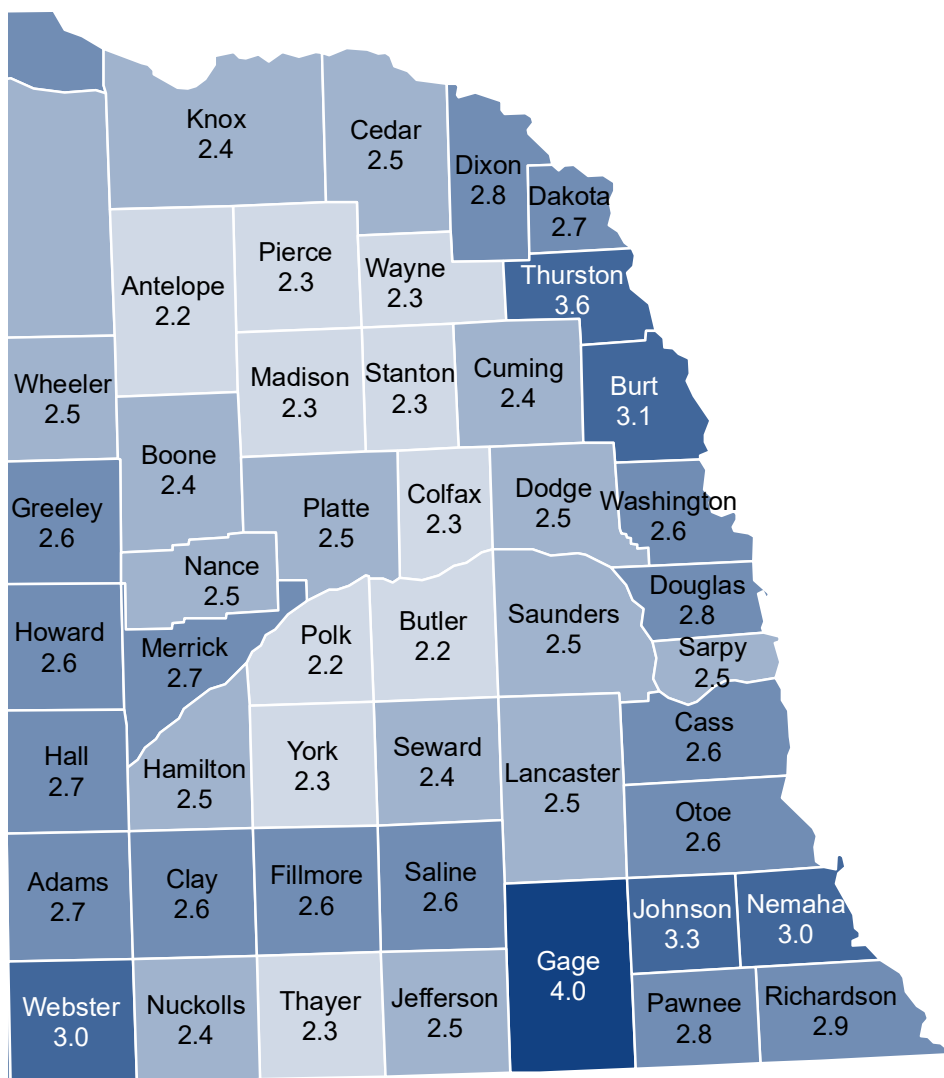 Knox
2.4
Cedar
2.5
Dixon
2.8
Dakota
2.7
Antelope
2.2
Pierce
2.3
Wayne
2.3
Thurston
3.6
Wheeler
2.5
Madison
2.3
Stanton
2.3
Cuming
2.4
Burt
3.1
Boone
2.4
Greeley
2.6
Platte
2.5
Colfax
2.3
Dodge
2.5
Washington
2.6
Nance
2.5
Douglas
2.8
Howard
2.6
Merrick
2.7
Polk
2.2
Butler
2.2
Saunders
2.5
Sarpy
2.5
Hall
2.7
Hamilton
2.5
York
2.3
Seward
2.4
Lancaster
2.5
Cass
2.6
Otoe
2.6
Adams
2.7
Clay
2.6
Fillmore
2.6
Saline
2.6
Johnson
3.3
Nemaha
3.0
Webster
3.0
Nuckolls
2.4
Thayer
2.3
Jefferson
2.5
Gage
4.0
Pawnee
2.8
Richardson
2.9